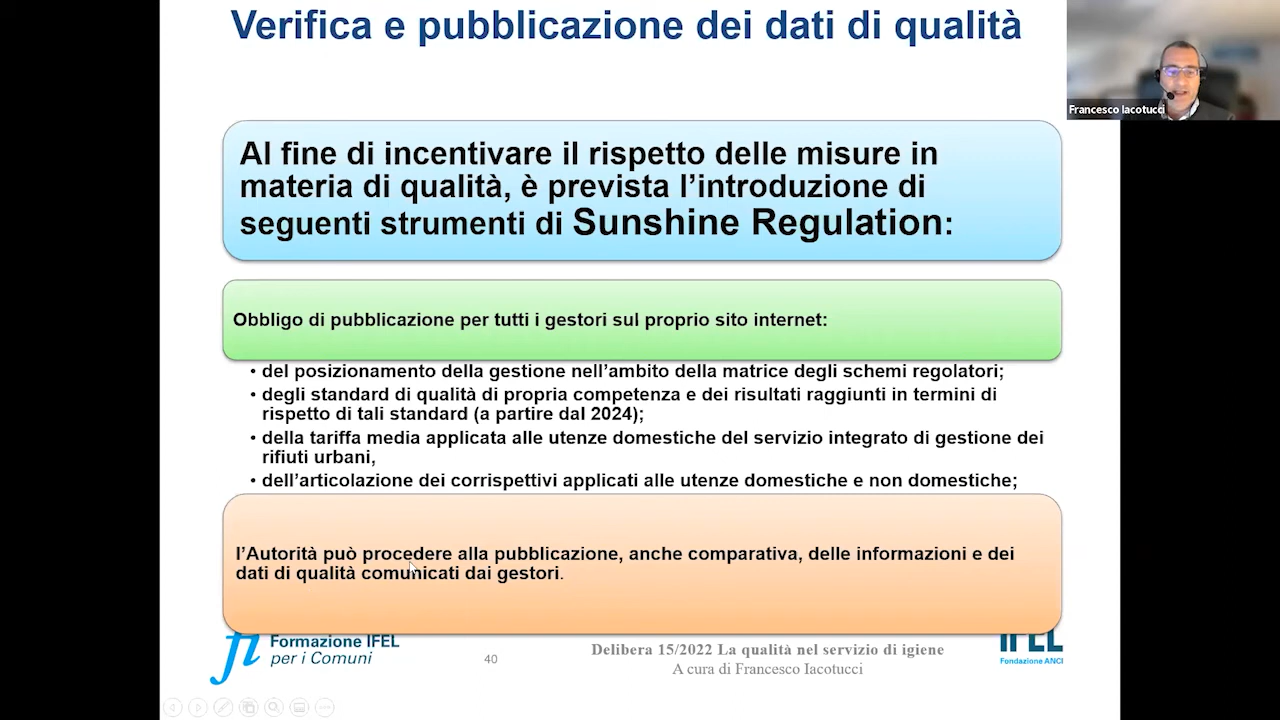 Verifica e pubblicazione dei dati di qualità
Francesco Iacotucci
Al fine di incentivare il rispetto delle misure in
materia di qualità, è prevista l’introduzione di
seguenti strumenti di Sunshine Regulation:
Obbligo di pubblicazione per tutti i gestori sul proprio sito internet:
• del posizionamento della gestione nell’ambito della matrice degli schemi regolatori;
• degli standard di qualità di propria competenza e dei risultati raggiunti in termini di
rispetto di tali standard (a partire dal 2024);
• della tariffa media applicata alle utenze domestiche del servizio integrato di gestione dei
rifiuti urbani,
• dell’articolazione dei corrispettivi applicati alle utenze domestiche e non domestiche;
l’Autorità può procedere alla pubblicazione, anche comparativa, delle informazioni e dei
dati di qualità comunicati dai gestori.
fi Formazione IFEL
per i Comuni
40
Delibera 15/2022 La qualità nel servizio di igiene
A cura di Francesco Iacotucci
IFEL
Fondazione ANCI